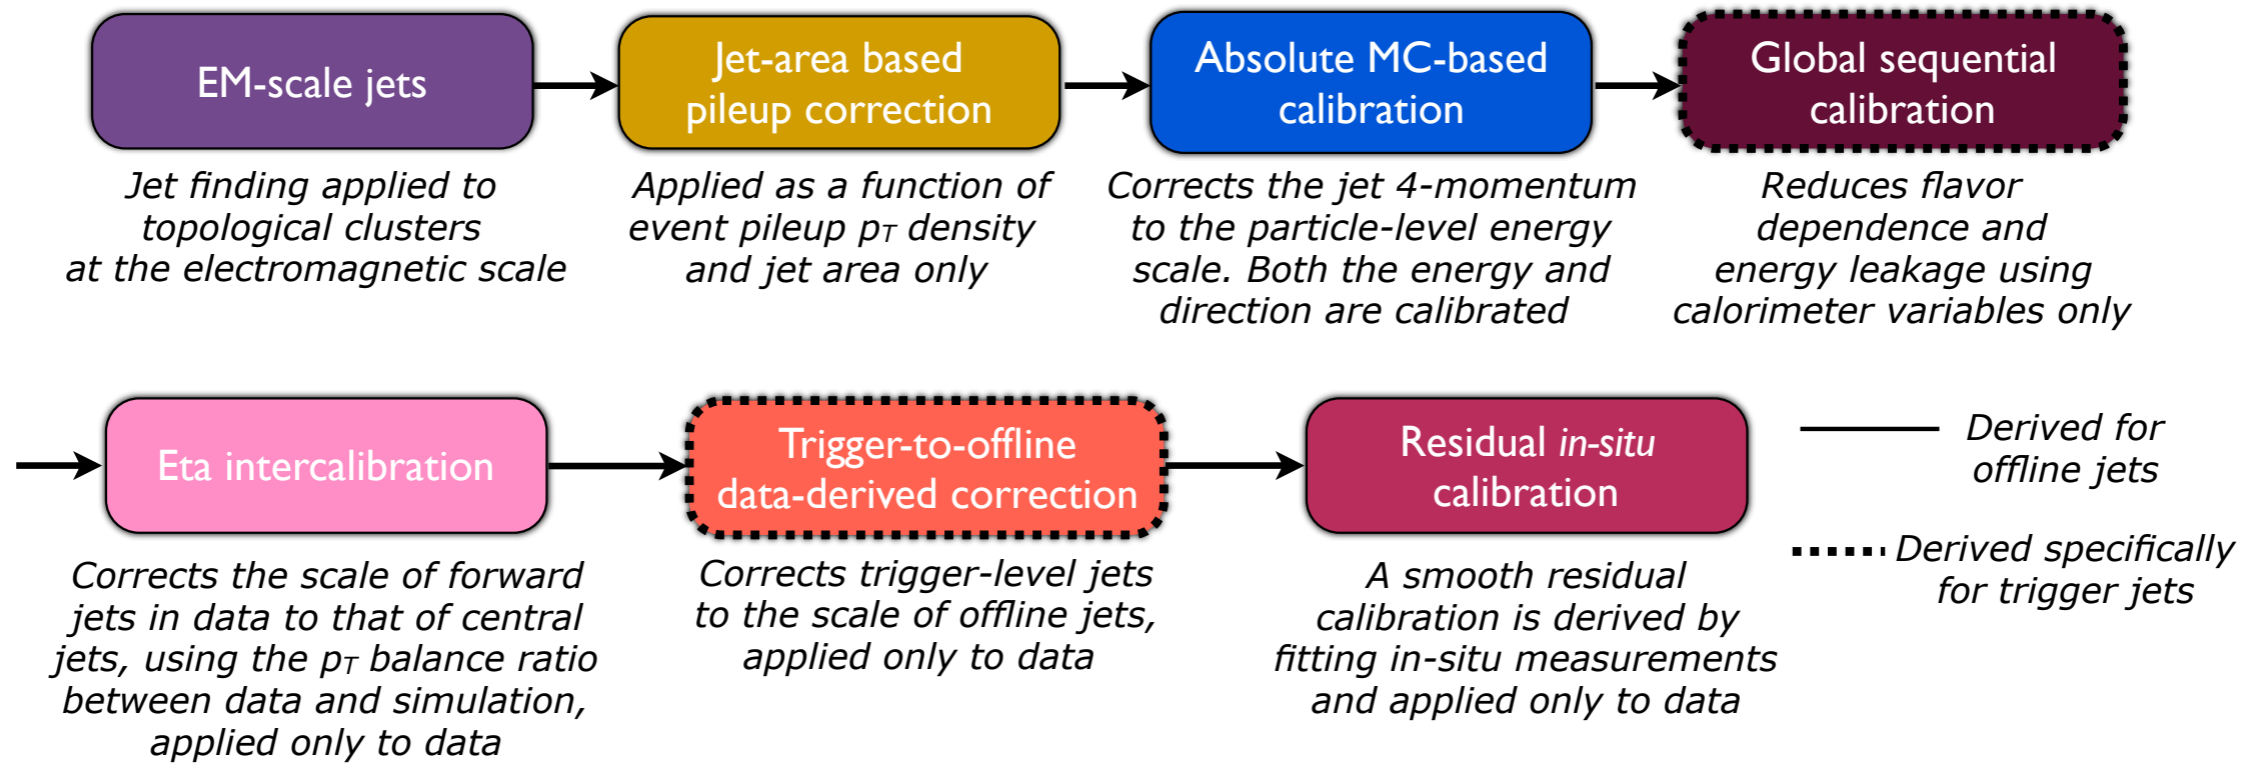 EM-scale jets
Jet finding applied to
topological clusters
at the electromagnetic scale
Jet-area based
pileup correction
Applied as a function of
event pileup pT density
and jet area only
Absolute MC-based
calibration
Corrects the jet 4-momentum
to the particle-level energy
scale. Both the energy and
direction are calibrated
Global sequential
calibration
Reduces flavor
dependence and
energy leakage using
calorimeter variables only
Eta intercalibration
Corrects the scale of forward
jets in data to that of central
jets, using the pT balance ratio
between data and simulation,
applied only to data
Trigger-to-offline
data-derived correction
Corrects trigger-level jets
to the scale of offline jets,
applied only to data
Residual in-situ
calibration
A smooth residual
calibration is derived by
fitting in-situ measurements
and applied only to data
Derived for
offline jets
Derived specifically
for trigger jets